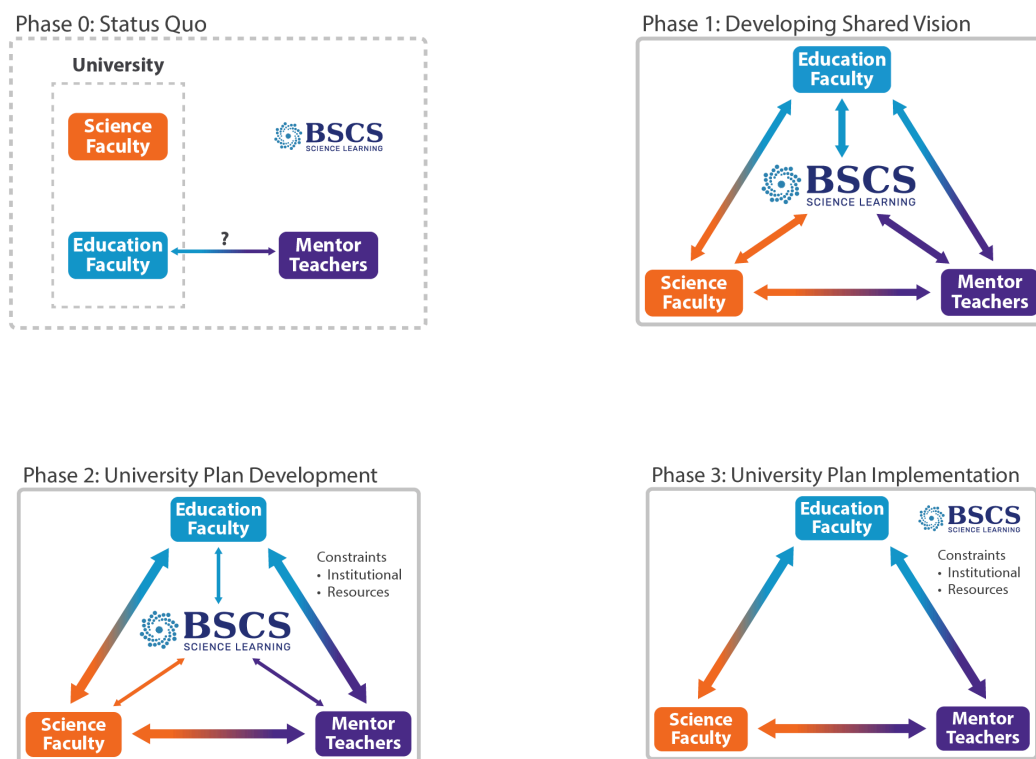 Phase 0: Status Quo
University
Science
Faculty
BSCS
SCIENCE LEARNING
Education
Faculty
?
Mentor
Teachers
Phase 1: Developing Shared Vision
Education
Faculty
BSCS
SCIENCE LEARNING
Science
Faculty
Mentor
Teachers
Phase 2: University Plan Development
Education
Faculty
Constraints
• Institutional
• Resources
BSCS
SCIENCE LEARNING
Science
Faculty
Mentor
Teachers
Phase 3: University Plan Implementation
Education
Faculty
BSCS
SCIENCE LEARNING
Constraints
• Institutional
• Resources
Science
Faculty
Mentor
Teachers